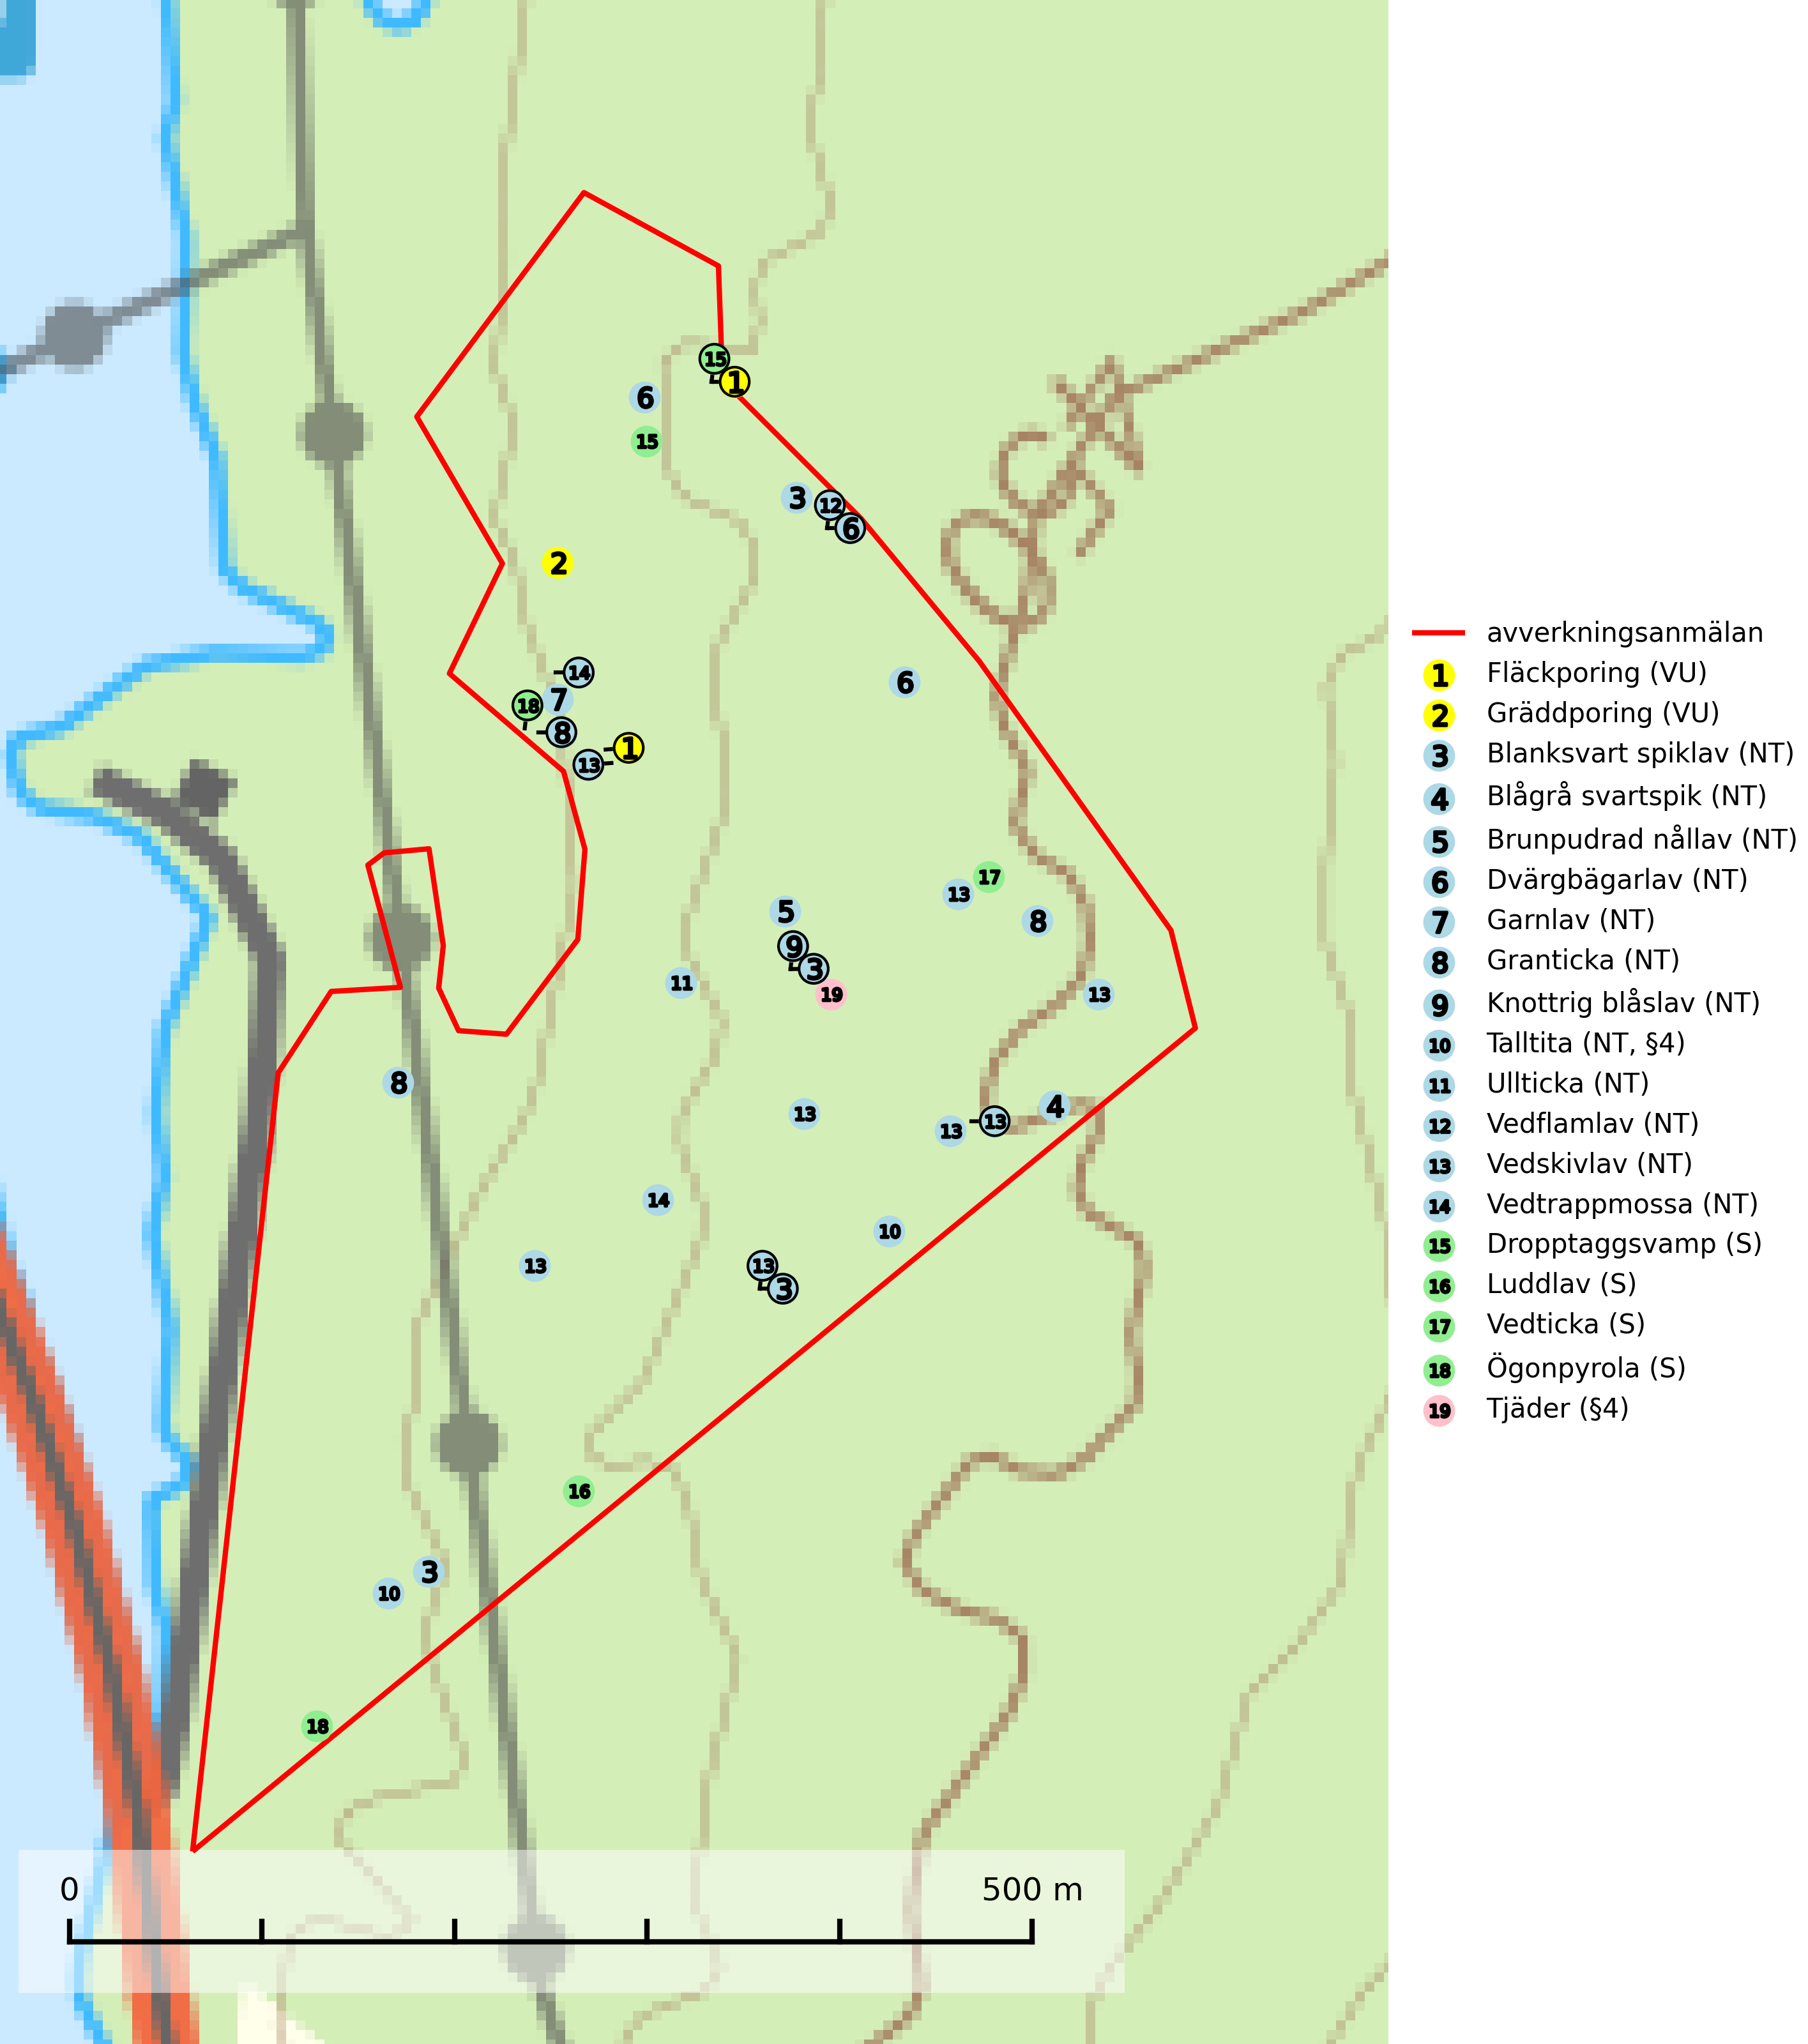 15
1
6
15
3
12
6
2
14
7
18
8
1
13
6
17
13
5
8
9
3
11
19
13
8
4
13
13
13
14
10
13
13
3
16
3
10
18
0
500 m
avverkningsanmälan
1 Fläckporing (VU)
2 Gräddporing (VU)
3 Blanksvart spiklav (NT)
4 Blågrå svartspik (NT)
5 Brunpudrad nållav (NT)
6 Dvärgbägarlav (NT)
7 Garnlav (NT)
8 Granticka (NT)
9 Knottrig blåslav (NT)
10 Talltita (NT, §4)
11 Ullticka (NT)
12 Vedflamlav (NT)
13 Vedskivlav (NT)
14 Vedtrappmossa (NT)
15 Dropptaggsvamp (S)
16 Luddlav (S)
17 Vedticka (S)
18 Ögonpyrola (S)
19 Tjäder (§4)